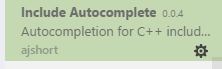 Include Autocomplete 0.0.4
Autocompletion for C++ includ...
ajshort